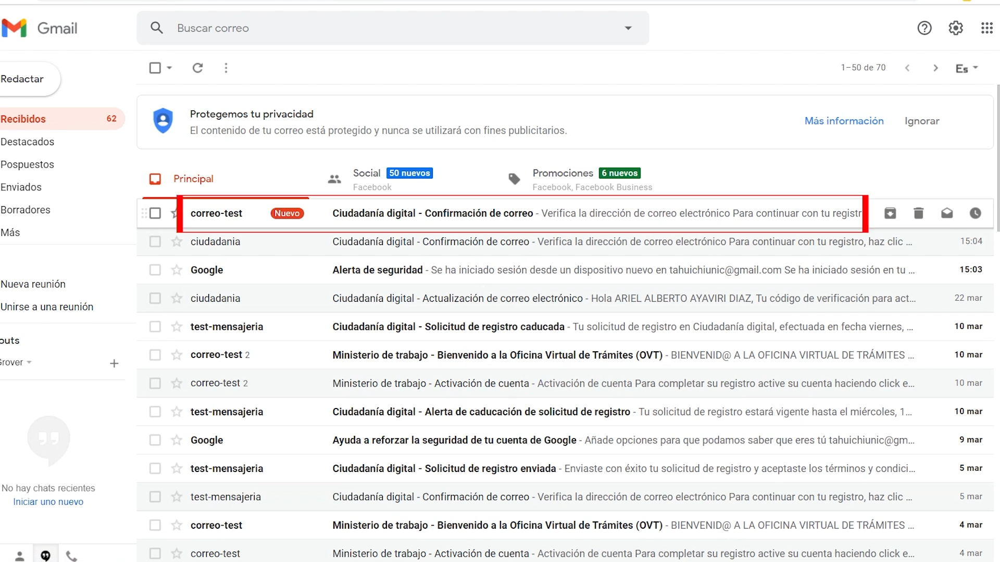 Gmail
Buscar correo
Redactar
1–50 de 70
Es
Recibidos 62
Destacados
Pospuestos
Enviados
Borradores
Más
Nueva reunión
Unirse a una reunión
outs
Grover
No hay chats recientes
Iniciar uno nuevo
Protegemos tu privacidad
El contenido de tu correo está protegido y nunca se utilizará con fines publicitarios.
Más información Ignorar
Principal
Social 50 nuevos
Facebook
Promociones 6 nuevos
Facebook, Facebook Business
correo-test Nuevo Ciudadanía digital - Confirmación de correo - Verifica la dirección de correo electrónico Para continuar con tu registr
ciudadania Ciudadanía digital - Confirmación de correo - Verifica la dirección de correo electrónico Para continuar con tu registro, haz clic ... 15:04
Google Alerta de seguridad - Se ha iniciado sesión desde un dispositivo nuevo en tahuichiunic@gmail.com Se ha iniciado sesión en tu ... 15:03
ciudadania Ciudadanía digital - Actualización de correo electrónico - Hola ARIEL ALBERTO AYAVIRI DIAZ, Tu código de verificación para act... 22 mar
test-mensajeria Ciudadanía digital - Solicitud de registro caducada - Tu solicitud de registro en Ciudadanía digital, efectuada en fecha viernes, ... 10 mar
correo-test 2 Ministerio de trabajo - Bienvenido a la Oficina Virtual de Trámites (OVT) - BIENVENID@ A LA OFICINA VIRTUAL DE TRÁMITES ... 10 mar
correo-test 2 Ministerio de trabajo - Activación de cuenta - Activación de cuenta Para completar su registro active su cuenta haciendo click e... 10 mar
test-mensajeria Ciudadanía digital - Alerta de caducación de solicitud de registro - Tu solicitud de registro estará vigente hasta el miércoles, 1... 10 mar
Google Ayuda a reforzar la seguridad de tu cuenta de Google - Añade opciones para que podamos saber que eres tú tahuichiunic@gm... 9 mar
test-mensajeria Ciudadanía digital - Solicitud de registro enviada - Enviaste con éxito tu solicitud de registro y aceptaste los términos y condici... 5 mar
test-mensajeria Ciudadanía digital - Confirmación de correo - Verifica la dirección de correo electrónico Para continuar con tu registro, haz clic ... 5 mar
correo-test Ministerio de trabajo - Bienvenido a la Oficina Virtual de Trámites (OVT) - BIENVENID@ A LA OFICINA VIRTUAL DE TRÁMITES ... 4 mar
correo-test Ministerio de trabajo - Activación de cuenta - Activación de cuenta Para completar su registro active su cuenta haciendo click e... 4 mar